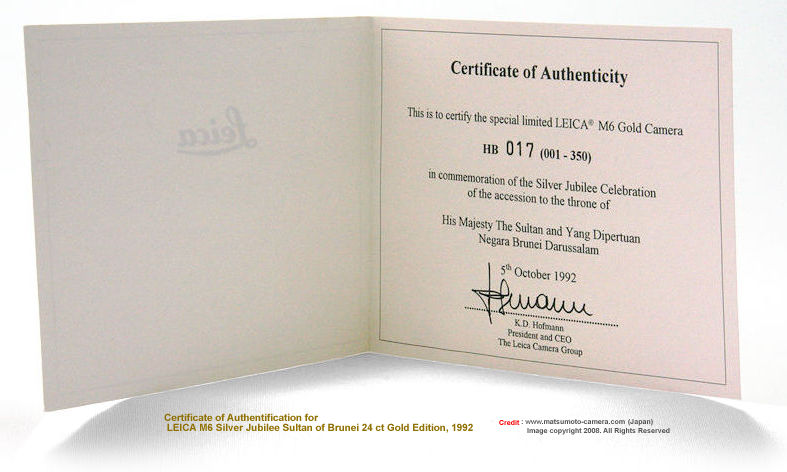 Leica
Certificate of Authenticity
This is to certify the special limited LEICA® M6 Gold Camera
HB 017 (001 - 350)
in commemoration of the Silver Jubilee Celebration
of the accession to the throne of
His Majesty The Sultan and Yang Dipertuan
Negara Brunei Darussalam
5th October 1992
Hofmann
K.D. Hofmann
President and CEO
The Leica Camera Group
Certificate of Authentification for
LEICA M6 Silver Jubilee Sultan of Brunei 24 ct Gold Edition, 1992
Credit : www.matsumoto-camera.com (Japan)
Image copyright 2008. All Rights Reserved